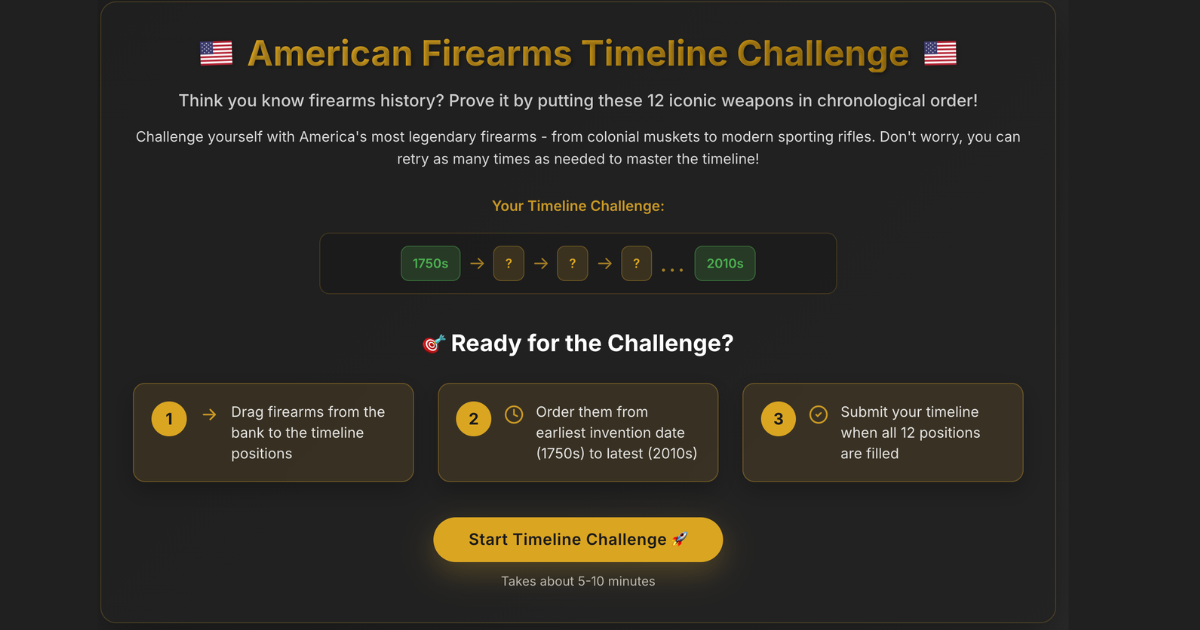 🇺🇸 American Firearms Timeline Challenge 🇺🇸
Think you know firearms history? Prove it by putting these 12 iconic weapons in chronological order!
Challenge yourself with America's most legendary firearms - from colonial muskets to modern sporting rifles. Don't worry, you can
retry as many times as needed to master the timeline!
Your Timeline Challenge:
1750s → ? → ? → ? ... 2010s
🎯 Ready for the Challenge?
1 → Drag firearms from the
bank to the timeline
positions
2 Order them from
earliest invention date
(1750s) to latest (2010s)
3 Submit your timeline
when all 12 positions
are filled
Start Timeline Challenge 🚀
Takes about 5-10 minutes